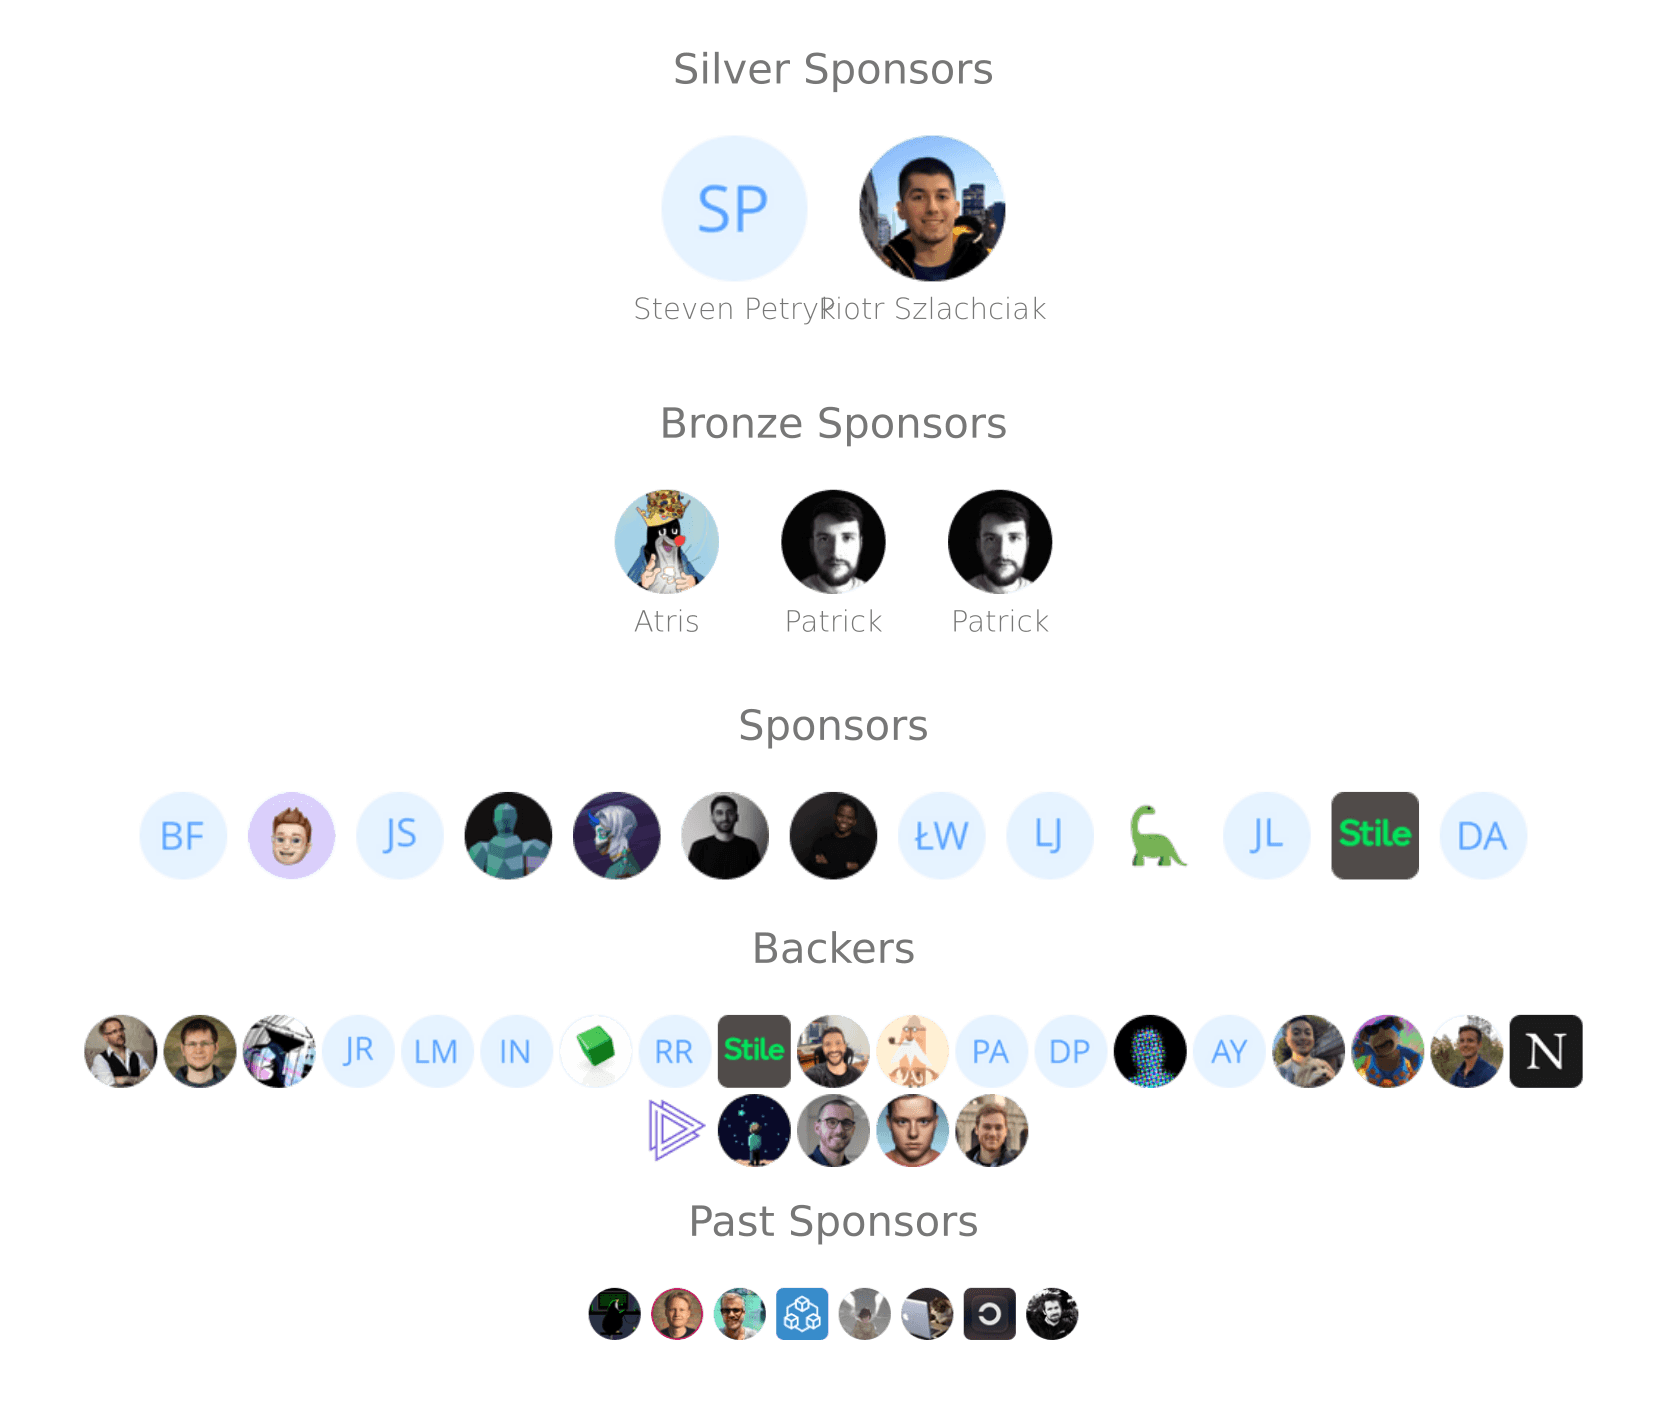 Silver Sponsors
SP
Steven Petryk Piotr Szlachciak
Bronze Sponsors
Atris Patrick Patrick
Sponsors
BF JS ŁW LJ JL Stile DA
Backers
JR LM IN RR Stile PA DP AY N
Past Sponsors